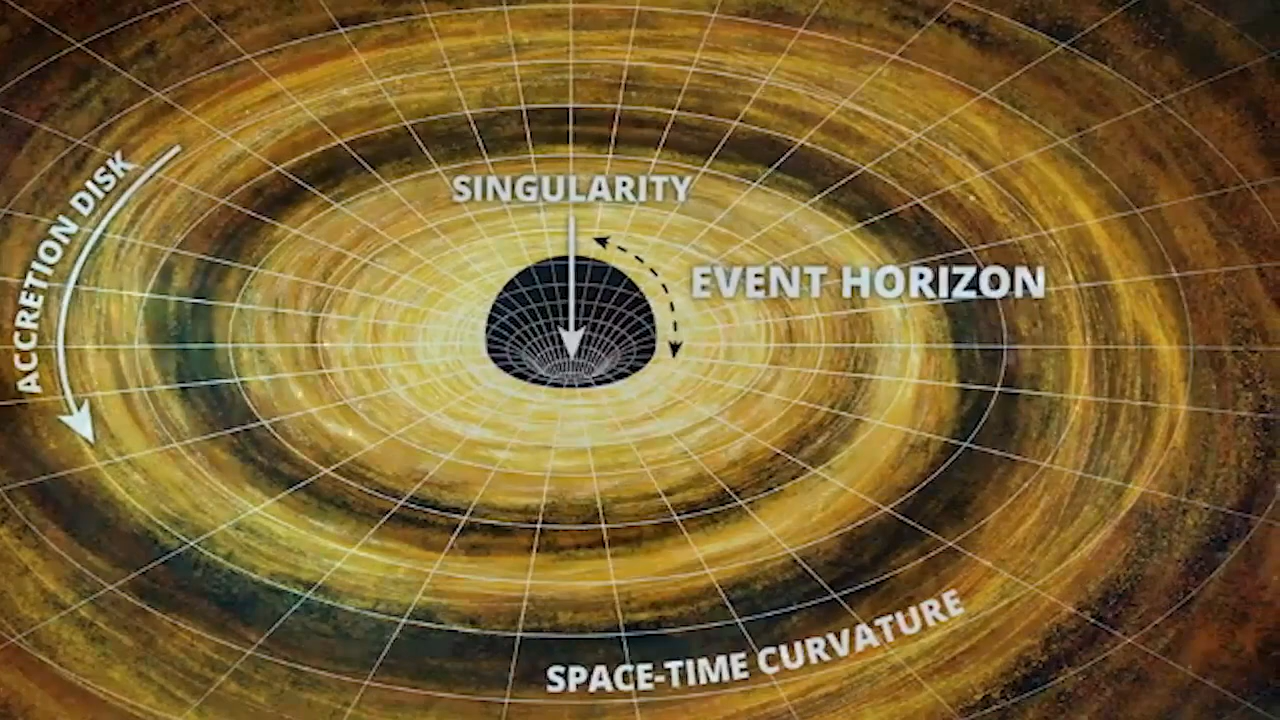 SINGULARITY
ACCRETION DISK
EVENT HORIZON
SPACE-TIME CURVATURE